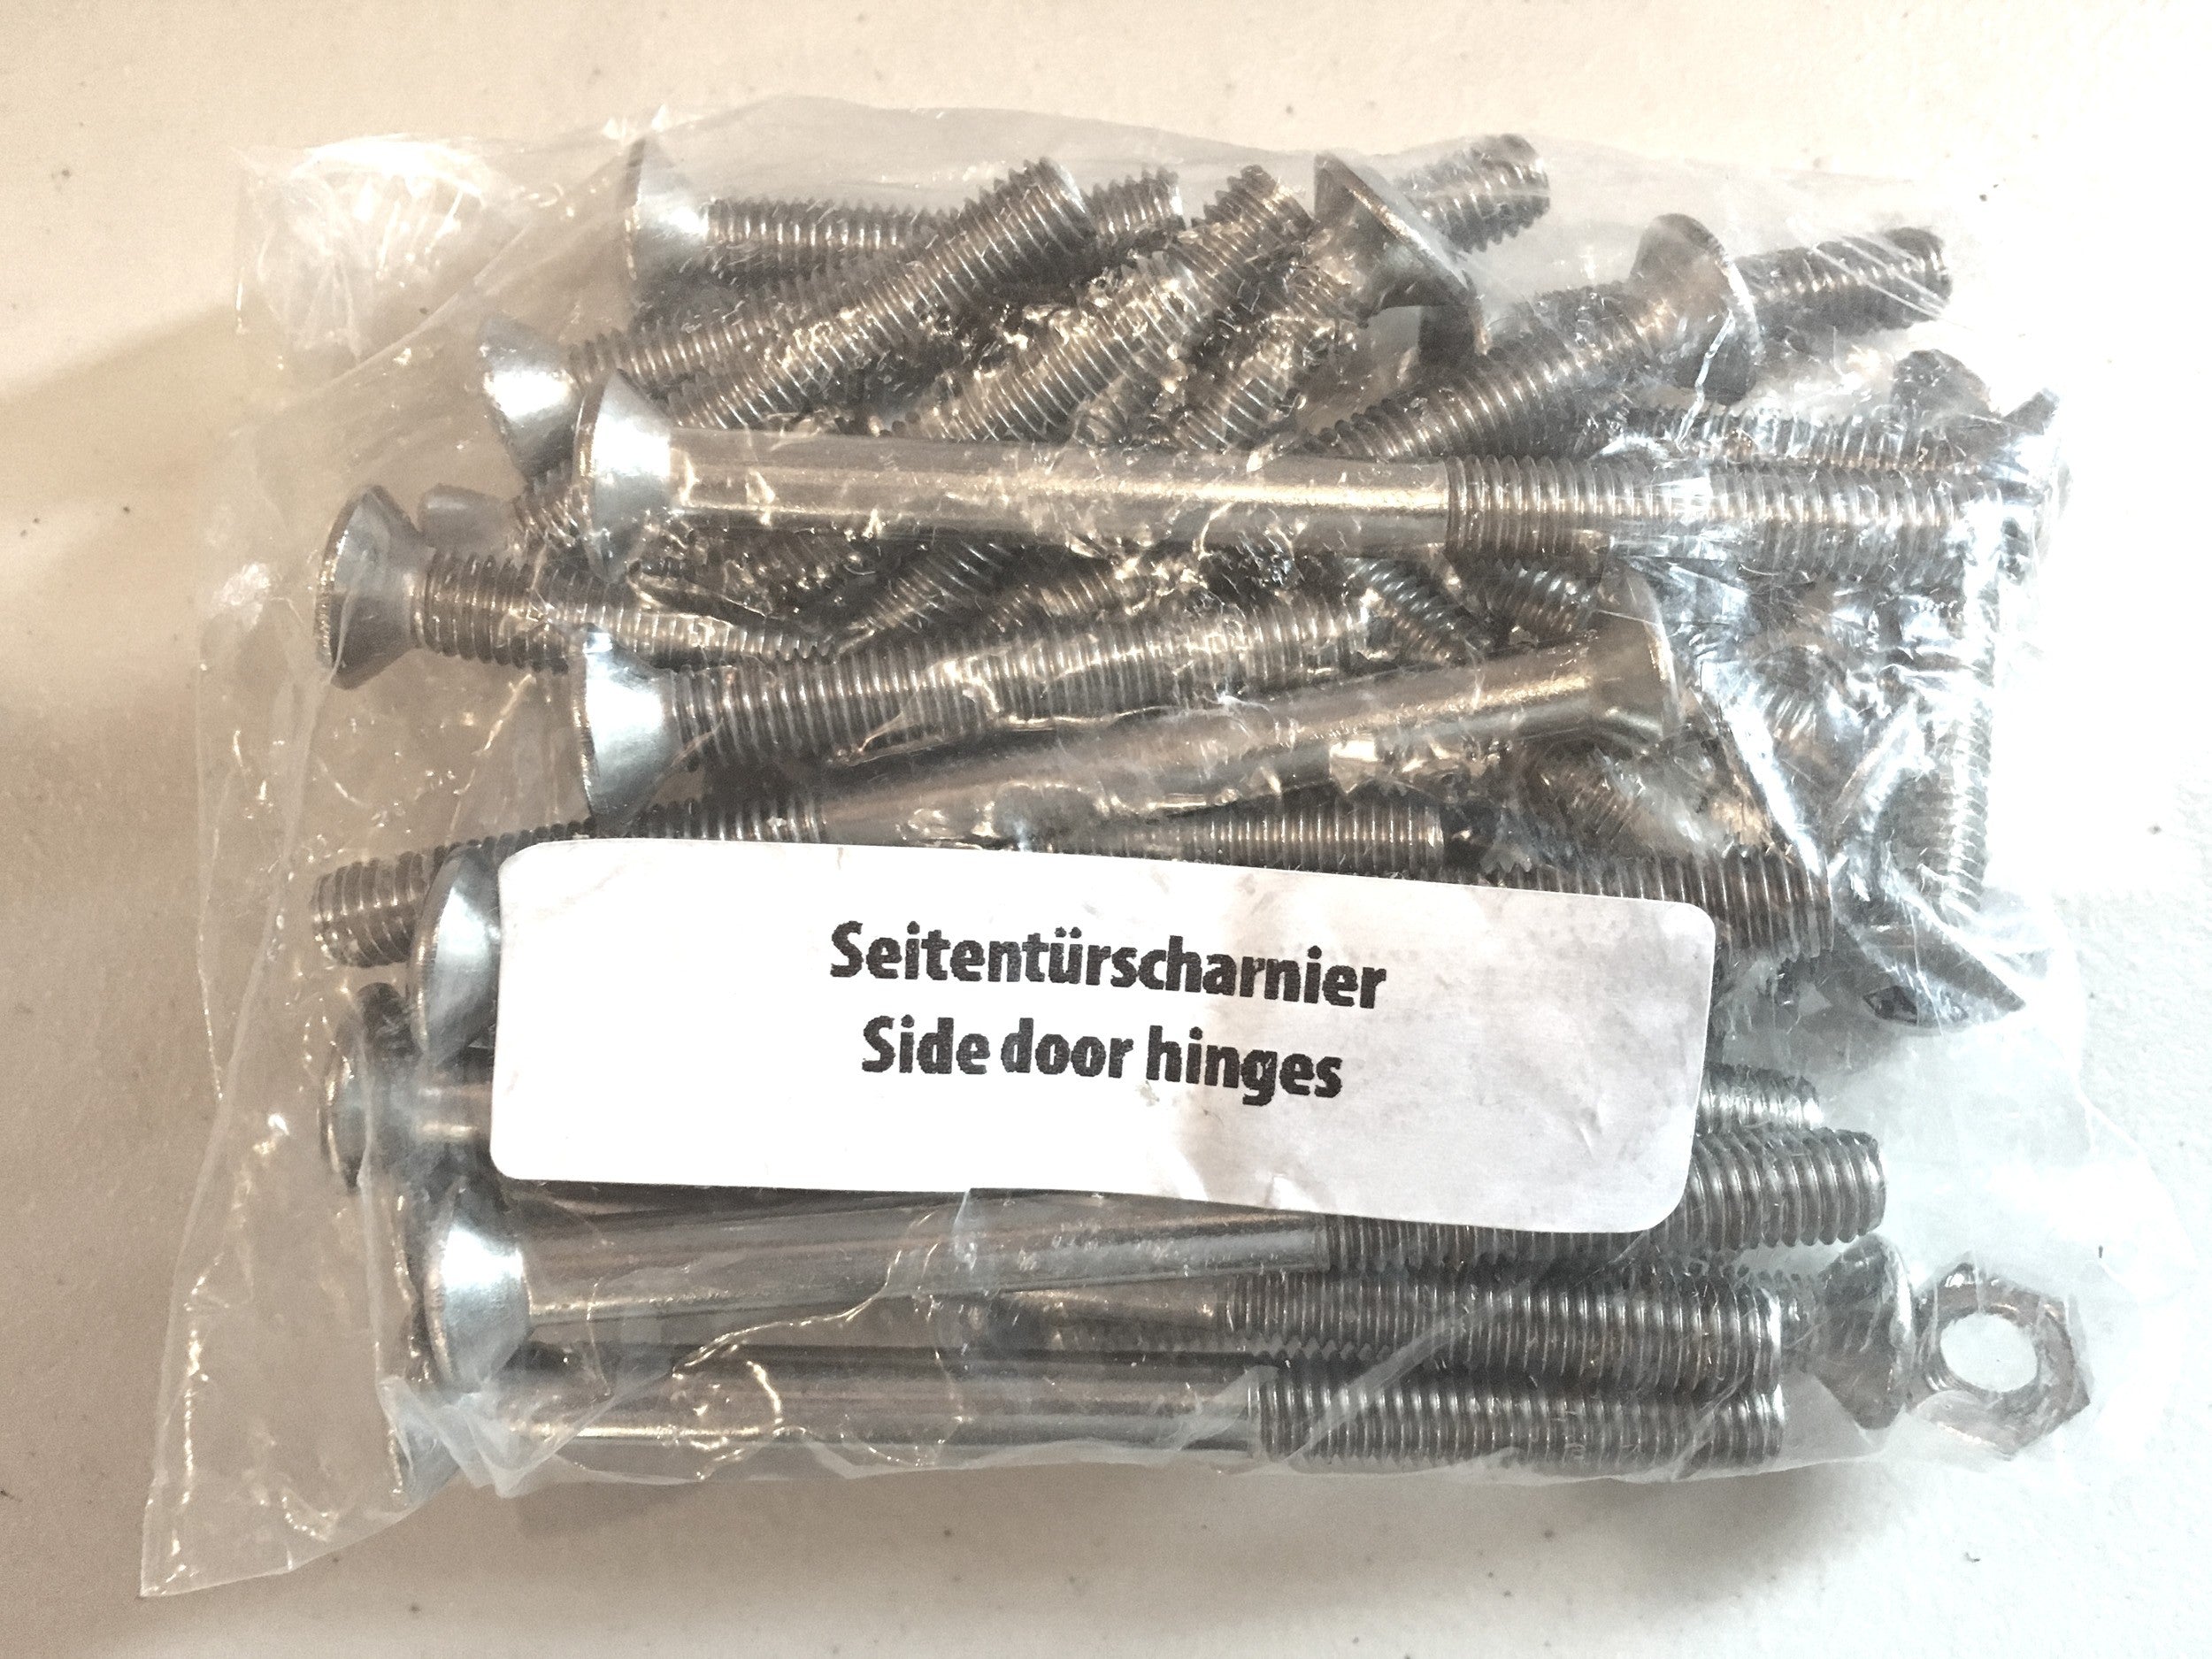 Seitentürscharnier
Side door hinges